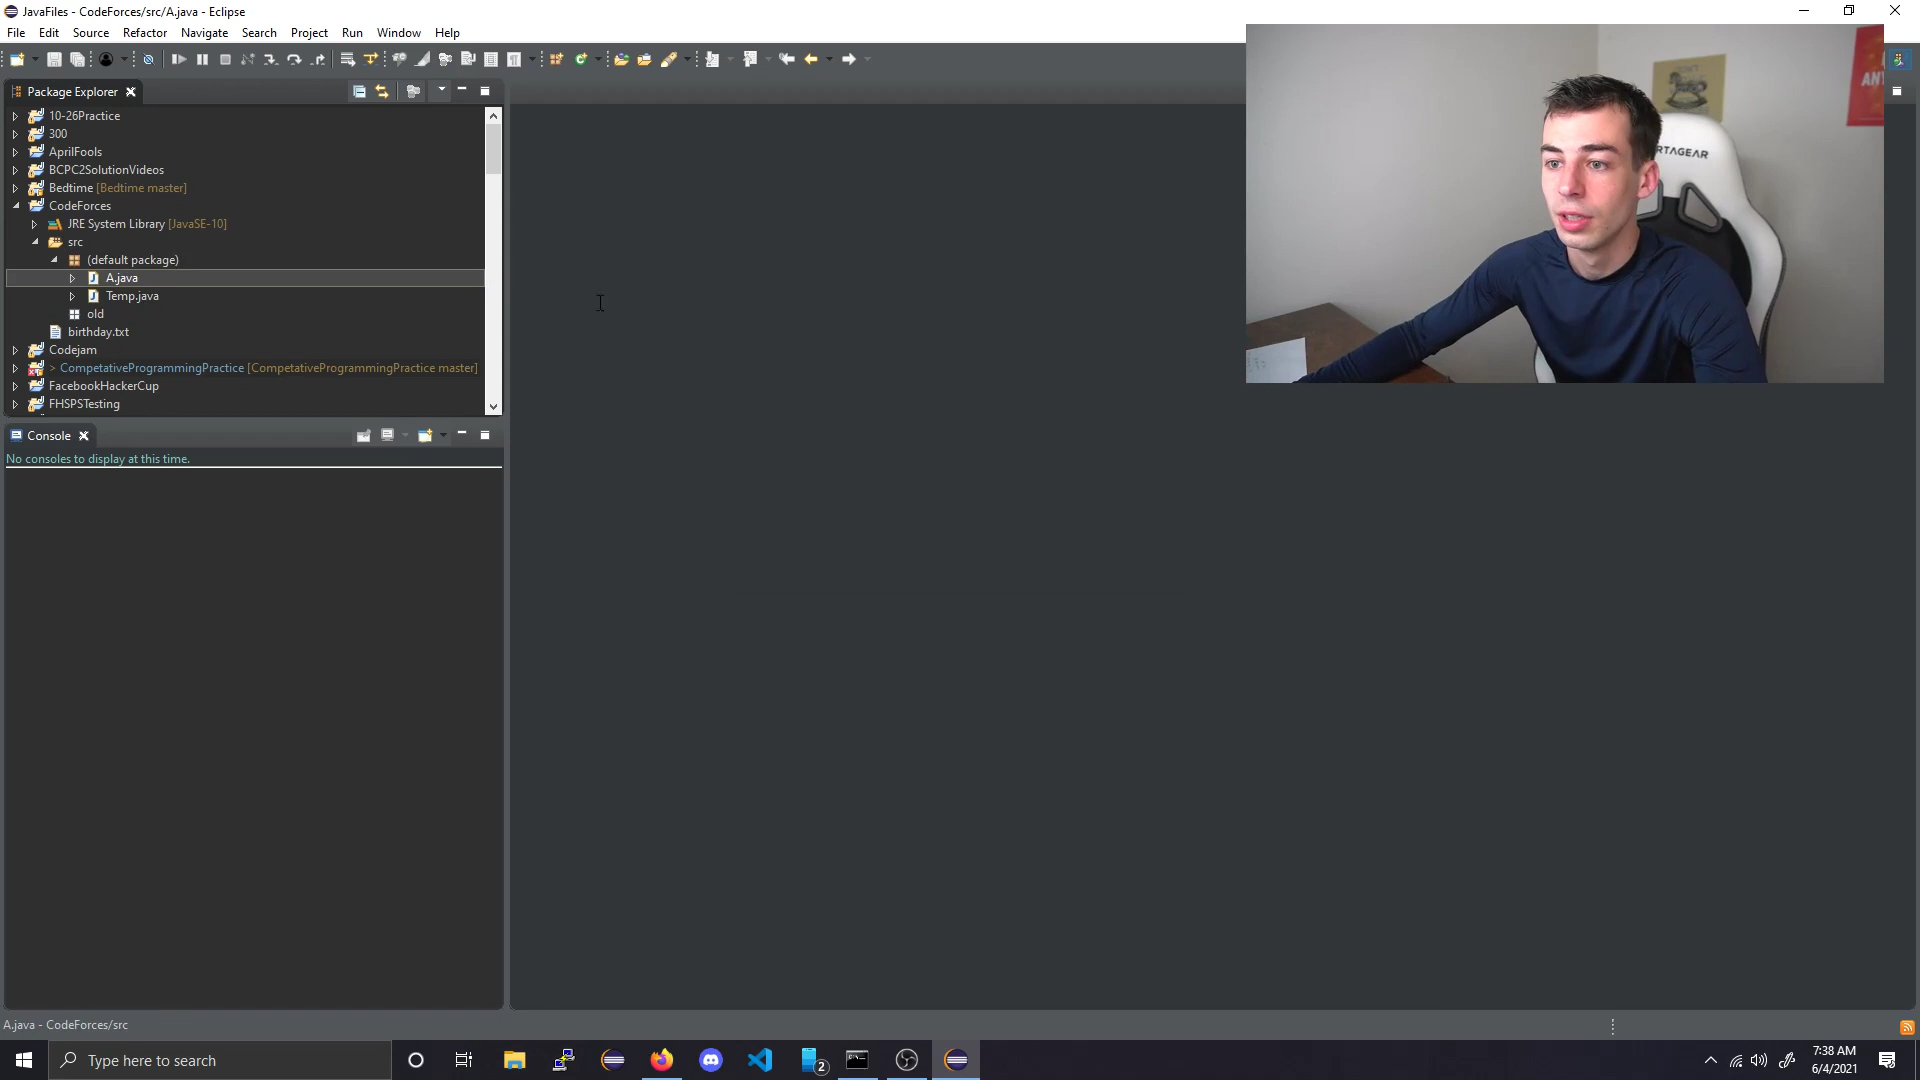 JavaFiles - CodeForces/src/A.java - Eclipse
File Edit Source Refactor Navigate Search Project Run Window Help
Package Explorer
10-26Practice
300
AprilFools
BCPC2SolutionVideos
Bedtime [Bedtime master]
CodeForces
JRE System Library [JavaSE-10]
src
(default package)
A.java
Temp.java
old
birthday.txt
Codejam
> CompetativeProgrammingPractice [CompetativeProgrammingPractice master]
FacebookHackerCup
FHSPSTesting
Console
No consoles to display at this time.
RTAGEAR
A.java - CodeForces/src
Type here to search
2
7:38 AM
6/4/2021